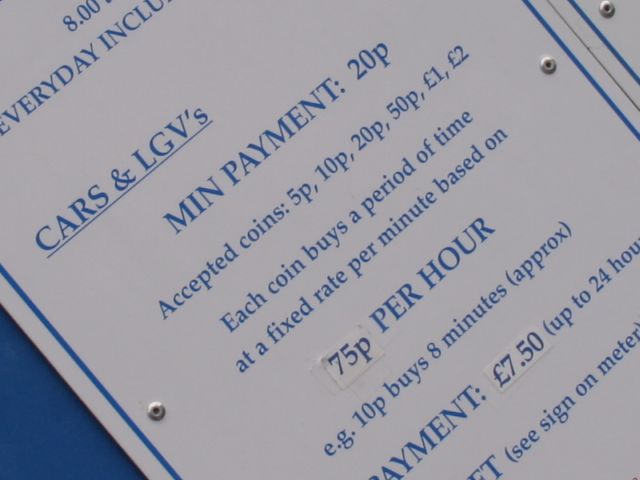 8.00
EVERYDAY
CARS & LGV's
MIN PAYMENT: 20p
Accepted coins: 5p, 10p, 20p, 50p, £1, £2
Each coin buys a period of time
at a fixed rate per minute based on
75p PER HOUR
e.g. 10p buys 8 minutes (approx)
PAYMENT: £7.50 (up to 24
(see sign on meter